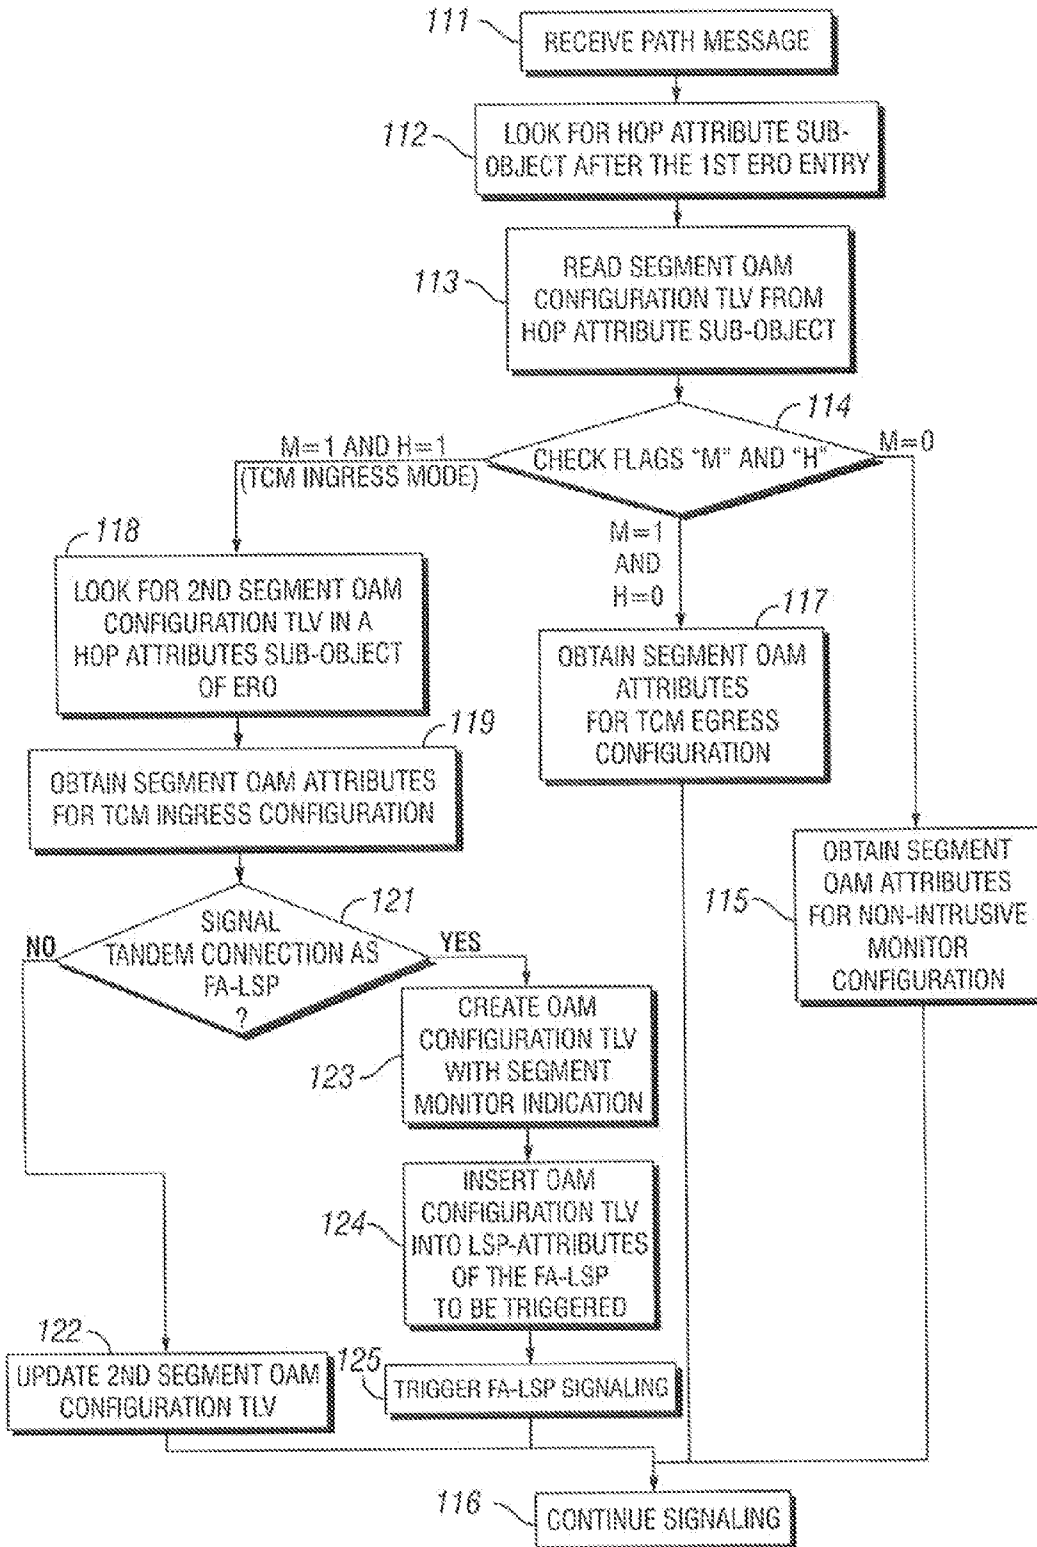 111
RECEIVE PATH MESSAGE
112
LOOK FOR HOP ATTRIBUTE SUB-
OBJECT AFTER THE 1ST ERO ENTRY
113
READ SEGMENT OAM
CONFIGURATION TLV FROM
HOP ATTRIBUTE SUB-OBJECT
114
CHECK FLAGS "M" AND "H"
M=1 AND H=1
(TCM INGRESS MODE)
M=0
M=1
AND
H=0
118
LOOK FOR 2ND SEGMENT OAM
CONFIGURATION TLV IN A
HOP ATTRIBUTES SUB-OBJECT
OF ERO
117
OBTAIN SEGMENT OAM
ATTRIBUTES
FOR TCM EGRESS
CONFIGURATION
119
OBTAIN SEGMENT OAM ATTRIBUTES
FOR TCM INGRESS CONFIGURATION
115
OBTAIN SEGMENT
OAM ATTRIBUTES
FOR NON-INTRUSIVE
MONITOR
CONFIGURATION
121
SIGNAL
TANDEM CONNECTION AS
FA-LSP
?
NO
YES
123
CREATE OAM
CONFIGURATION TLV
WITH SEGMENT
MONITOR INDICATION
124
INSERT OAM
CONFIGURATION TLV
INTO LSP-ATTRIBUTES
OF THE FA-LSP
TO BE TRIGGERED
122
UPDATE 2ND SEGMENT OAM
CONFIGURATION TLV
125
TRIGGER FA-LSP SIGNALING
116
CONTINUE SIGNALING